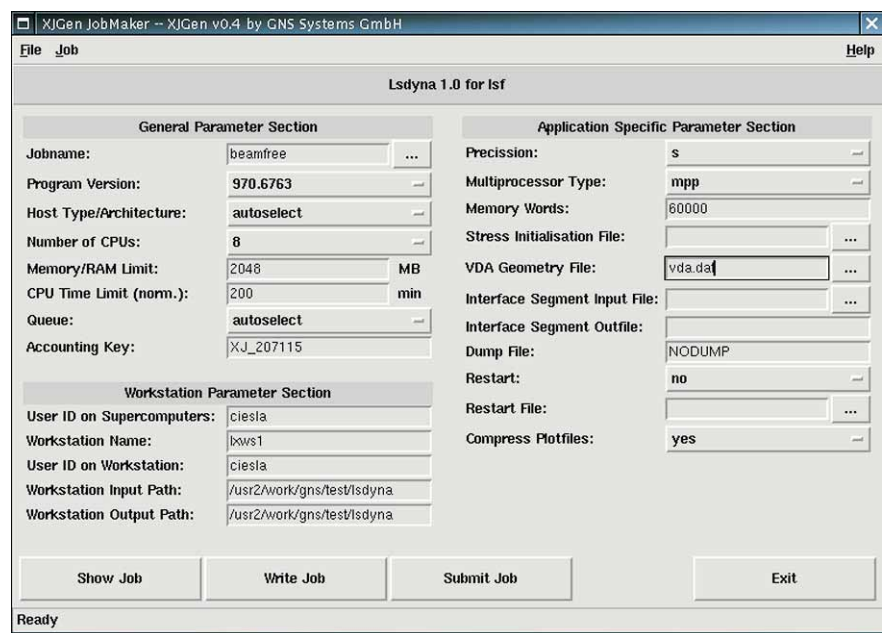 XJGen JobMaker -- XJGen v0.4 by GNS Systems GmbH
File Job Help
Lsdyna 1.0 for lsf
General Parameter Section
Jobname: beamfree ...
Program Version: 970.6763
Host Type/Architecture: autoselect
Number of CPUs: 8
Memory/RAM Limit: 2048 MB
CPU Time Limit (norm.): 200 min
Queue: autoselect
Accounting Key: XJ_207115
Workstation Parameter Section
User ID on Supercomputers: ciesla
Workstation Name: lxws1
User ID on Workstation: ciesla
Workstation Input Path: /usr2/work/gns/test/lsdyna
Workstation Output Path: /usr2/work/gns/test/lsdyna
Application Specific Parameter Section
Precission: s
Multiprocessor Type: mpp
Memory Words: 60000
Stress Initialisation File: ...
VDA Geometry File: vda.dat ...
Interface Segment Input File: ...
Interface Segment Outfile:
Dump File: NODUMP
Restart: no
Restart File: ...
Compress Plotfiles: yes
Show Job Write Job Submit Job Exit
Ready